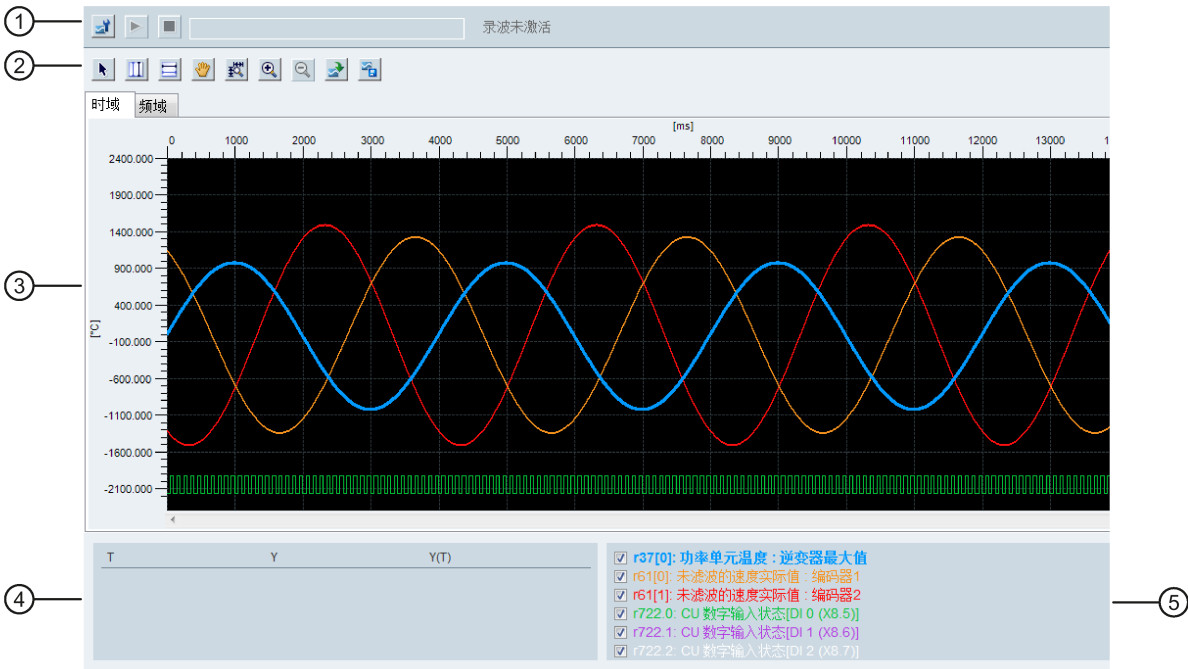 1
录波未激活
2
时域 频域
[ms]
0 1000 2000 3000 4000 5000 6000 7000 8000 9000 10000 11000 12000 13000 1
2400.000
1900.000
1400.000
900.000
3
400.000
[°C]
-100.000
-600.000
-1100.000
-1600.000
-2100.000
T Y Y(T)
r37[0]: 功率单元温度 : 逆变器最大值
r61[0]: 未滤波的速度实际值 : 编码器1
4
r61[1]: 未滤波的速度实际值 : 编码器2
5
r722.0: CU 数字输入状态[DI 0 (X8.5)]
r722.1: CU 数字输入状态[DI 1 (X8.6)]
r722.2: CU 数字输入状态[DI 2 (X8.7)]